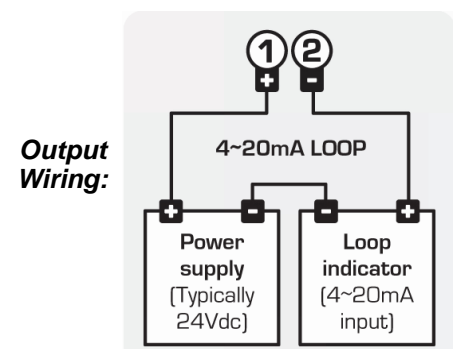 1 2
+ -
Output
Wiring:
4~20mA LOOP
+ - - +
Power
supply
(Typically
24Vdc)
Loop
indicator
(4~20mA
input)